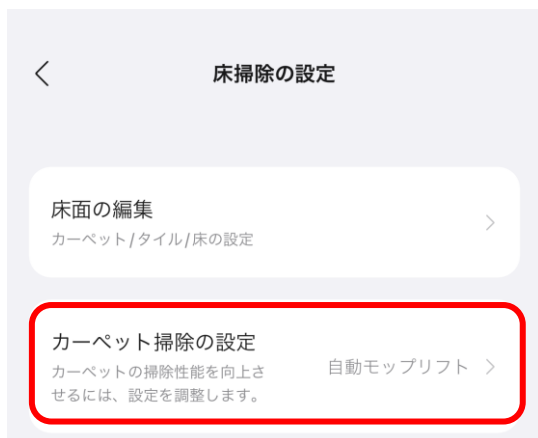 床掃除の設定
床面の編集
カーペット/タイル/床の設定
カーペット掃除の設定
カーペットの掃除性能を向上さ
せるには、設定を調整します。
自動モップリフト